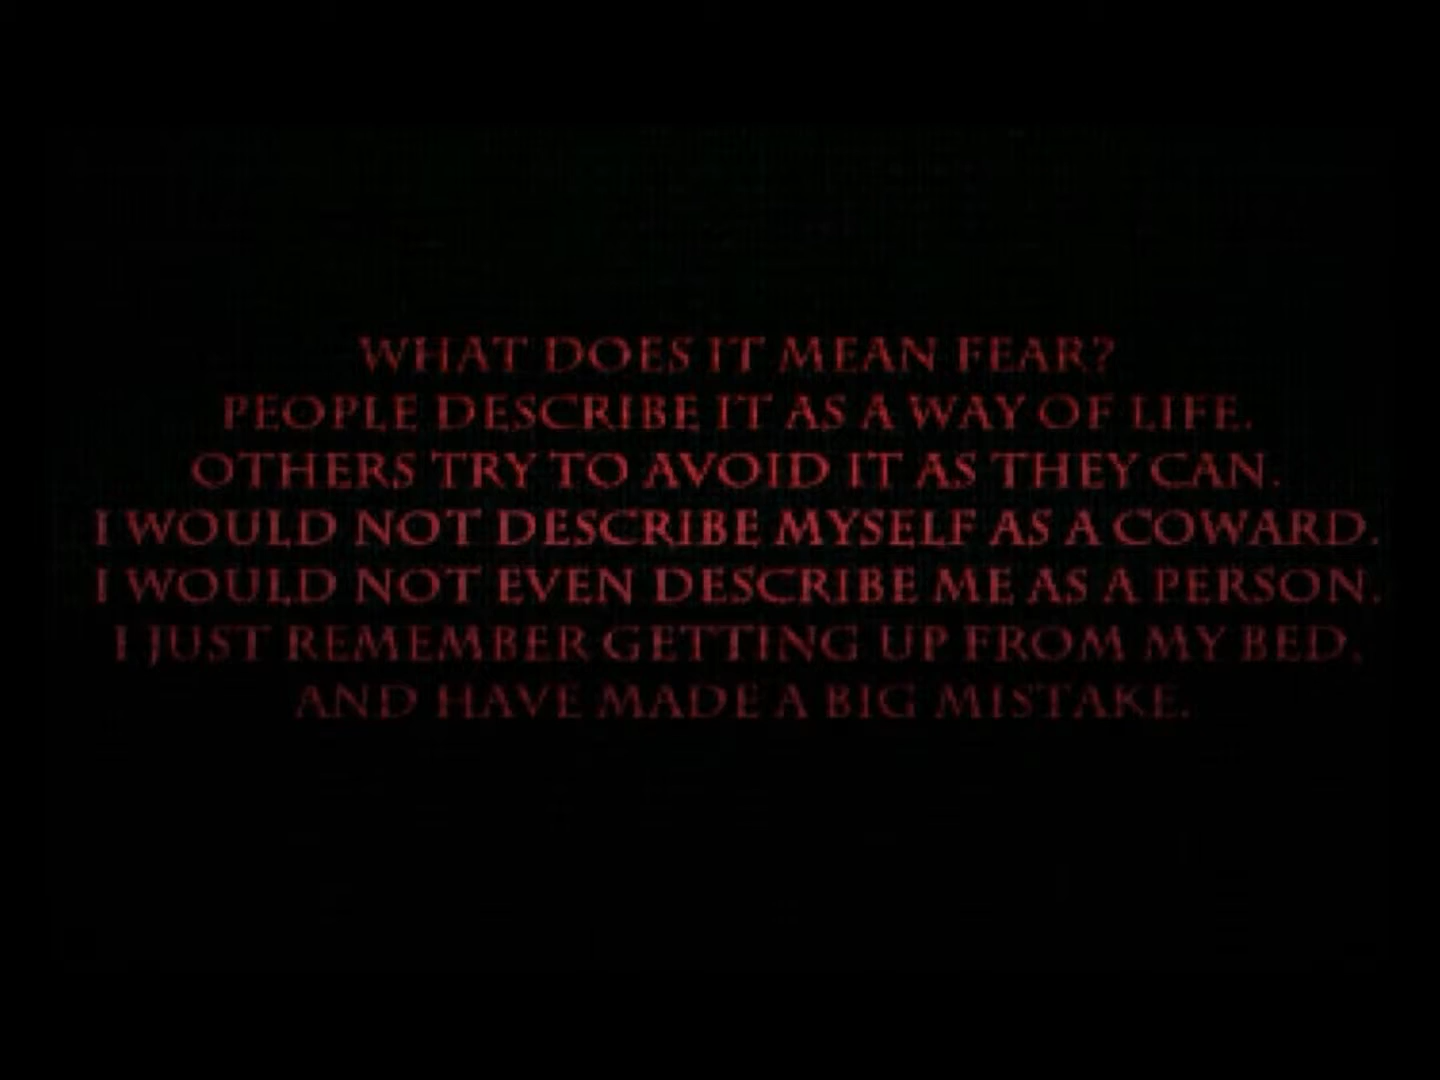 WHAT DOES IT MEAN FEAR?
PEOPLE DESCRIBE IT AS A WAY OF LIFE.
OTHERS TRY TO AVOID IT AS THEY CAN.
I WOULD NOT DESCRIBE MYSELF AS A COWARD.
I WOULD NOT EVEN DESCRIBE ME AS A PERSON.
I JUST REMEMBER GETTING UP FROM MY BED,
AND HAVE MADE A BIG MISTAKE.